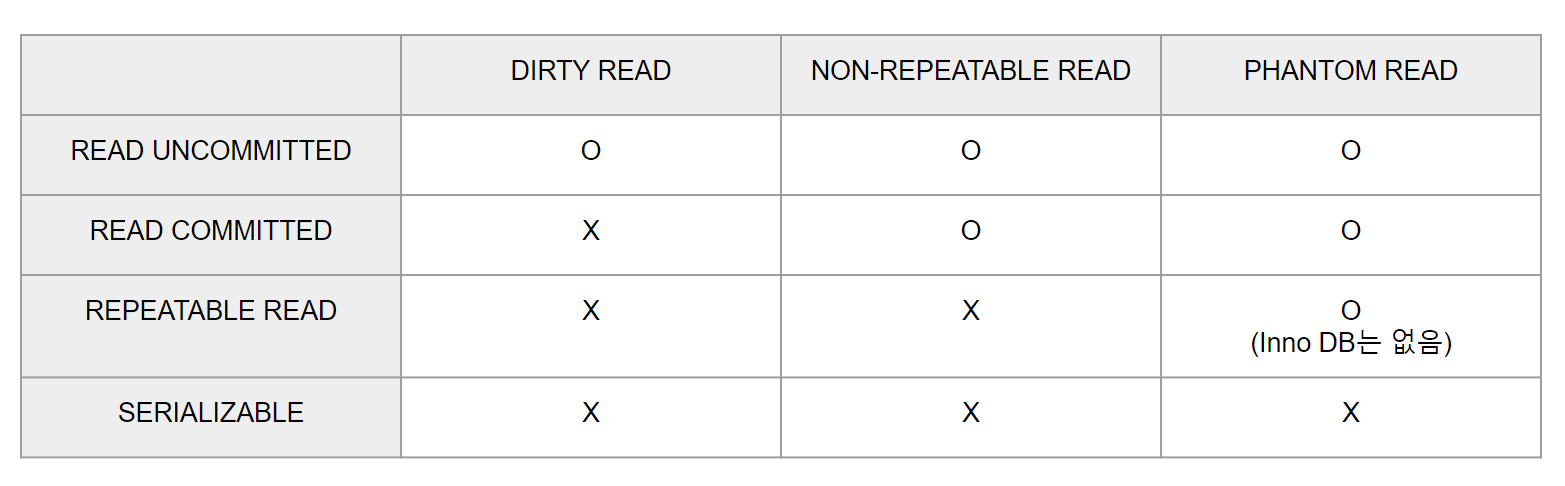 DIRTY READ NON-REPEATABLE READ PHANTOM READ
READ UNCOMMITTED O O O
READ COMMITTED X O O
REPEATABLE READ X X O
(Inno DB는 없음)
SERIALIZABLE X X X